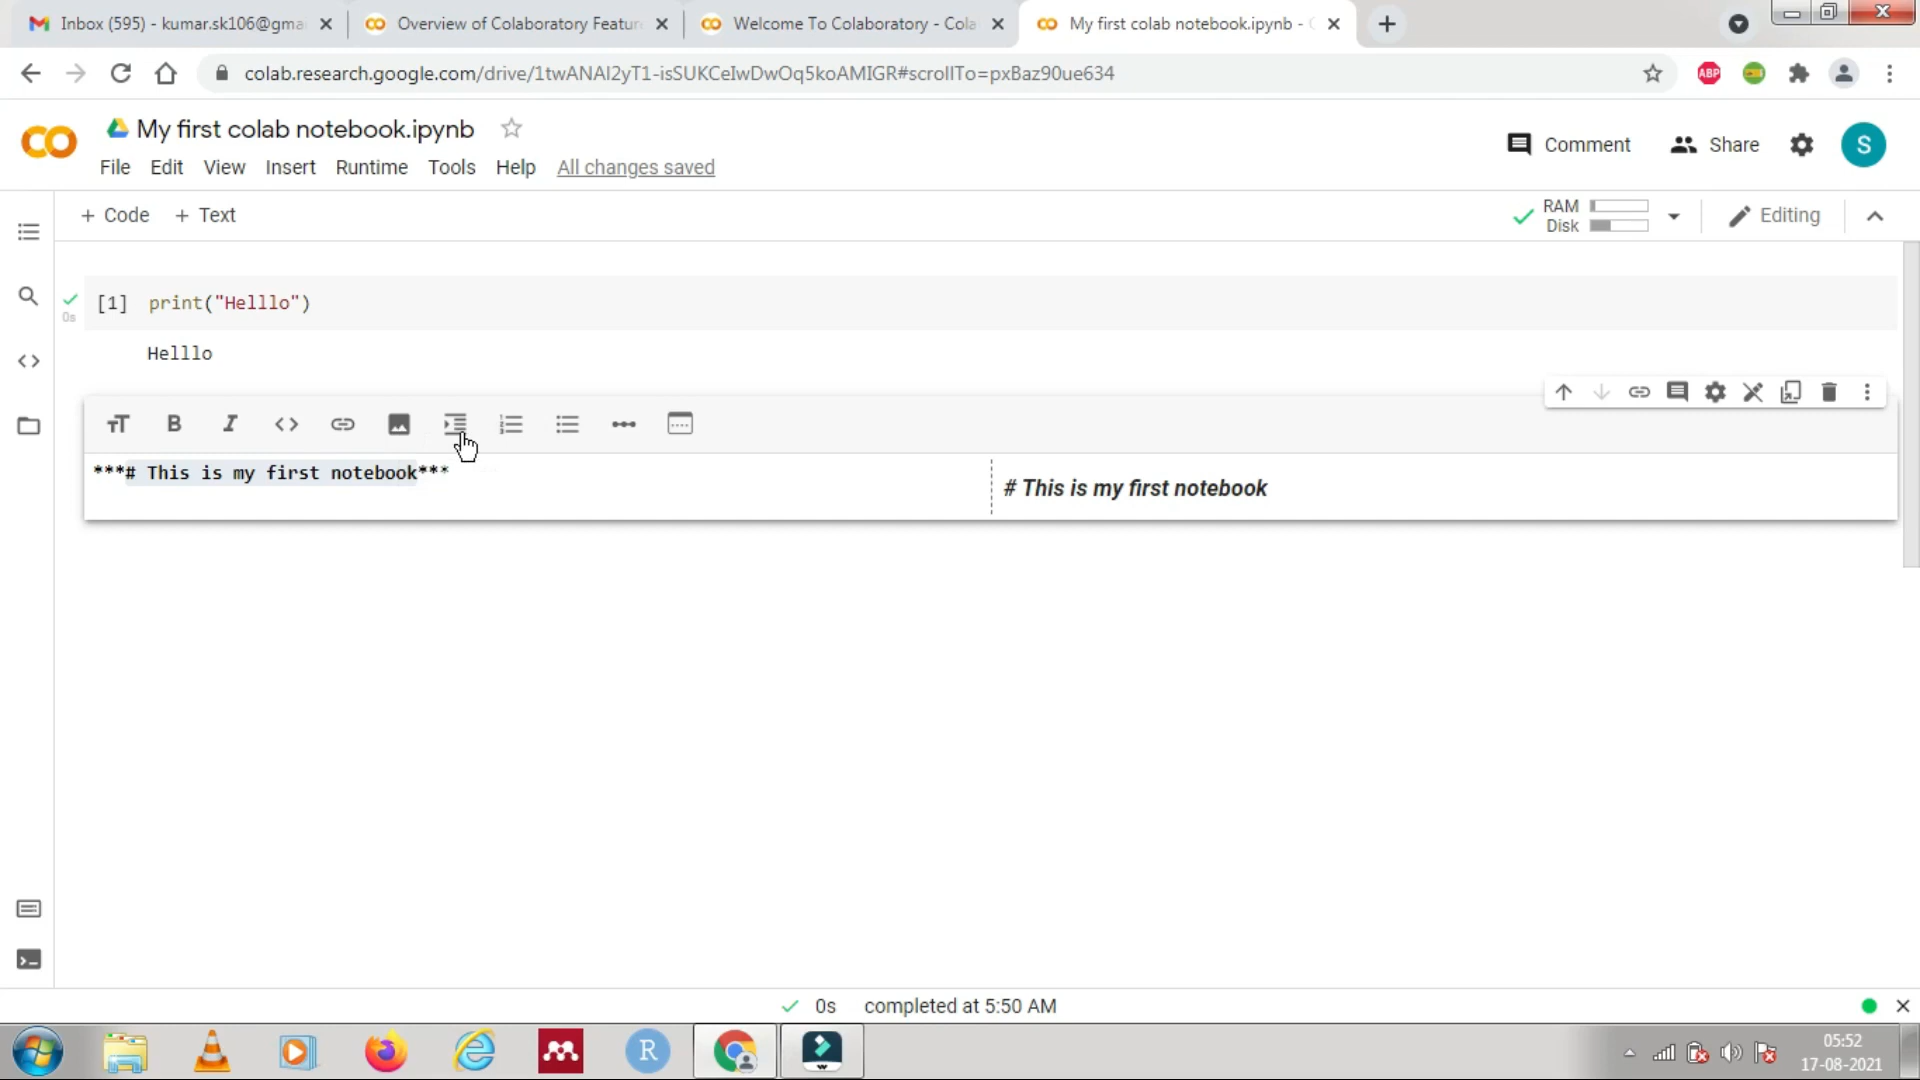 Inbox (595) - kumar.sk106@gma
Overview of Colaboratory Featur
Welcome To Colaboratory - Cola
My first colab notebook.ipynb - C
colab.research.google.com/drive/1twANAl2yT1-isSUKCeIwDwOq5koAMIGR#scrollTo=pxBaz90ue634
ABP
My first colab notebook.ipynb
Comment
Share
S
File Edit View Insert Runtime Tools Help All changes saved
+ Code + Text
RAM
Disk
Editing
[1] print("Helllo")
0s
Helllo
***# This is my first notebook***
# This is my first notebook
0s completed at 5:50 AM
R
05:52
17-08-2021